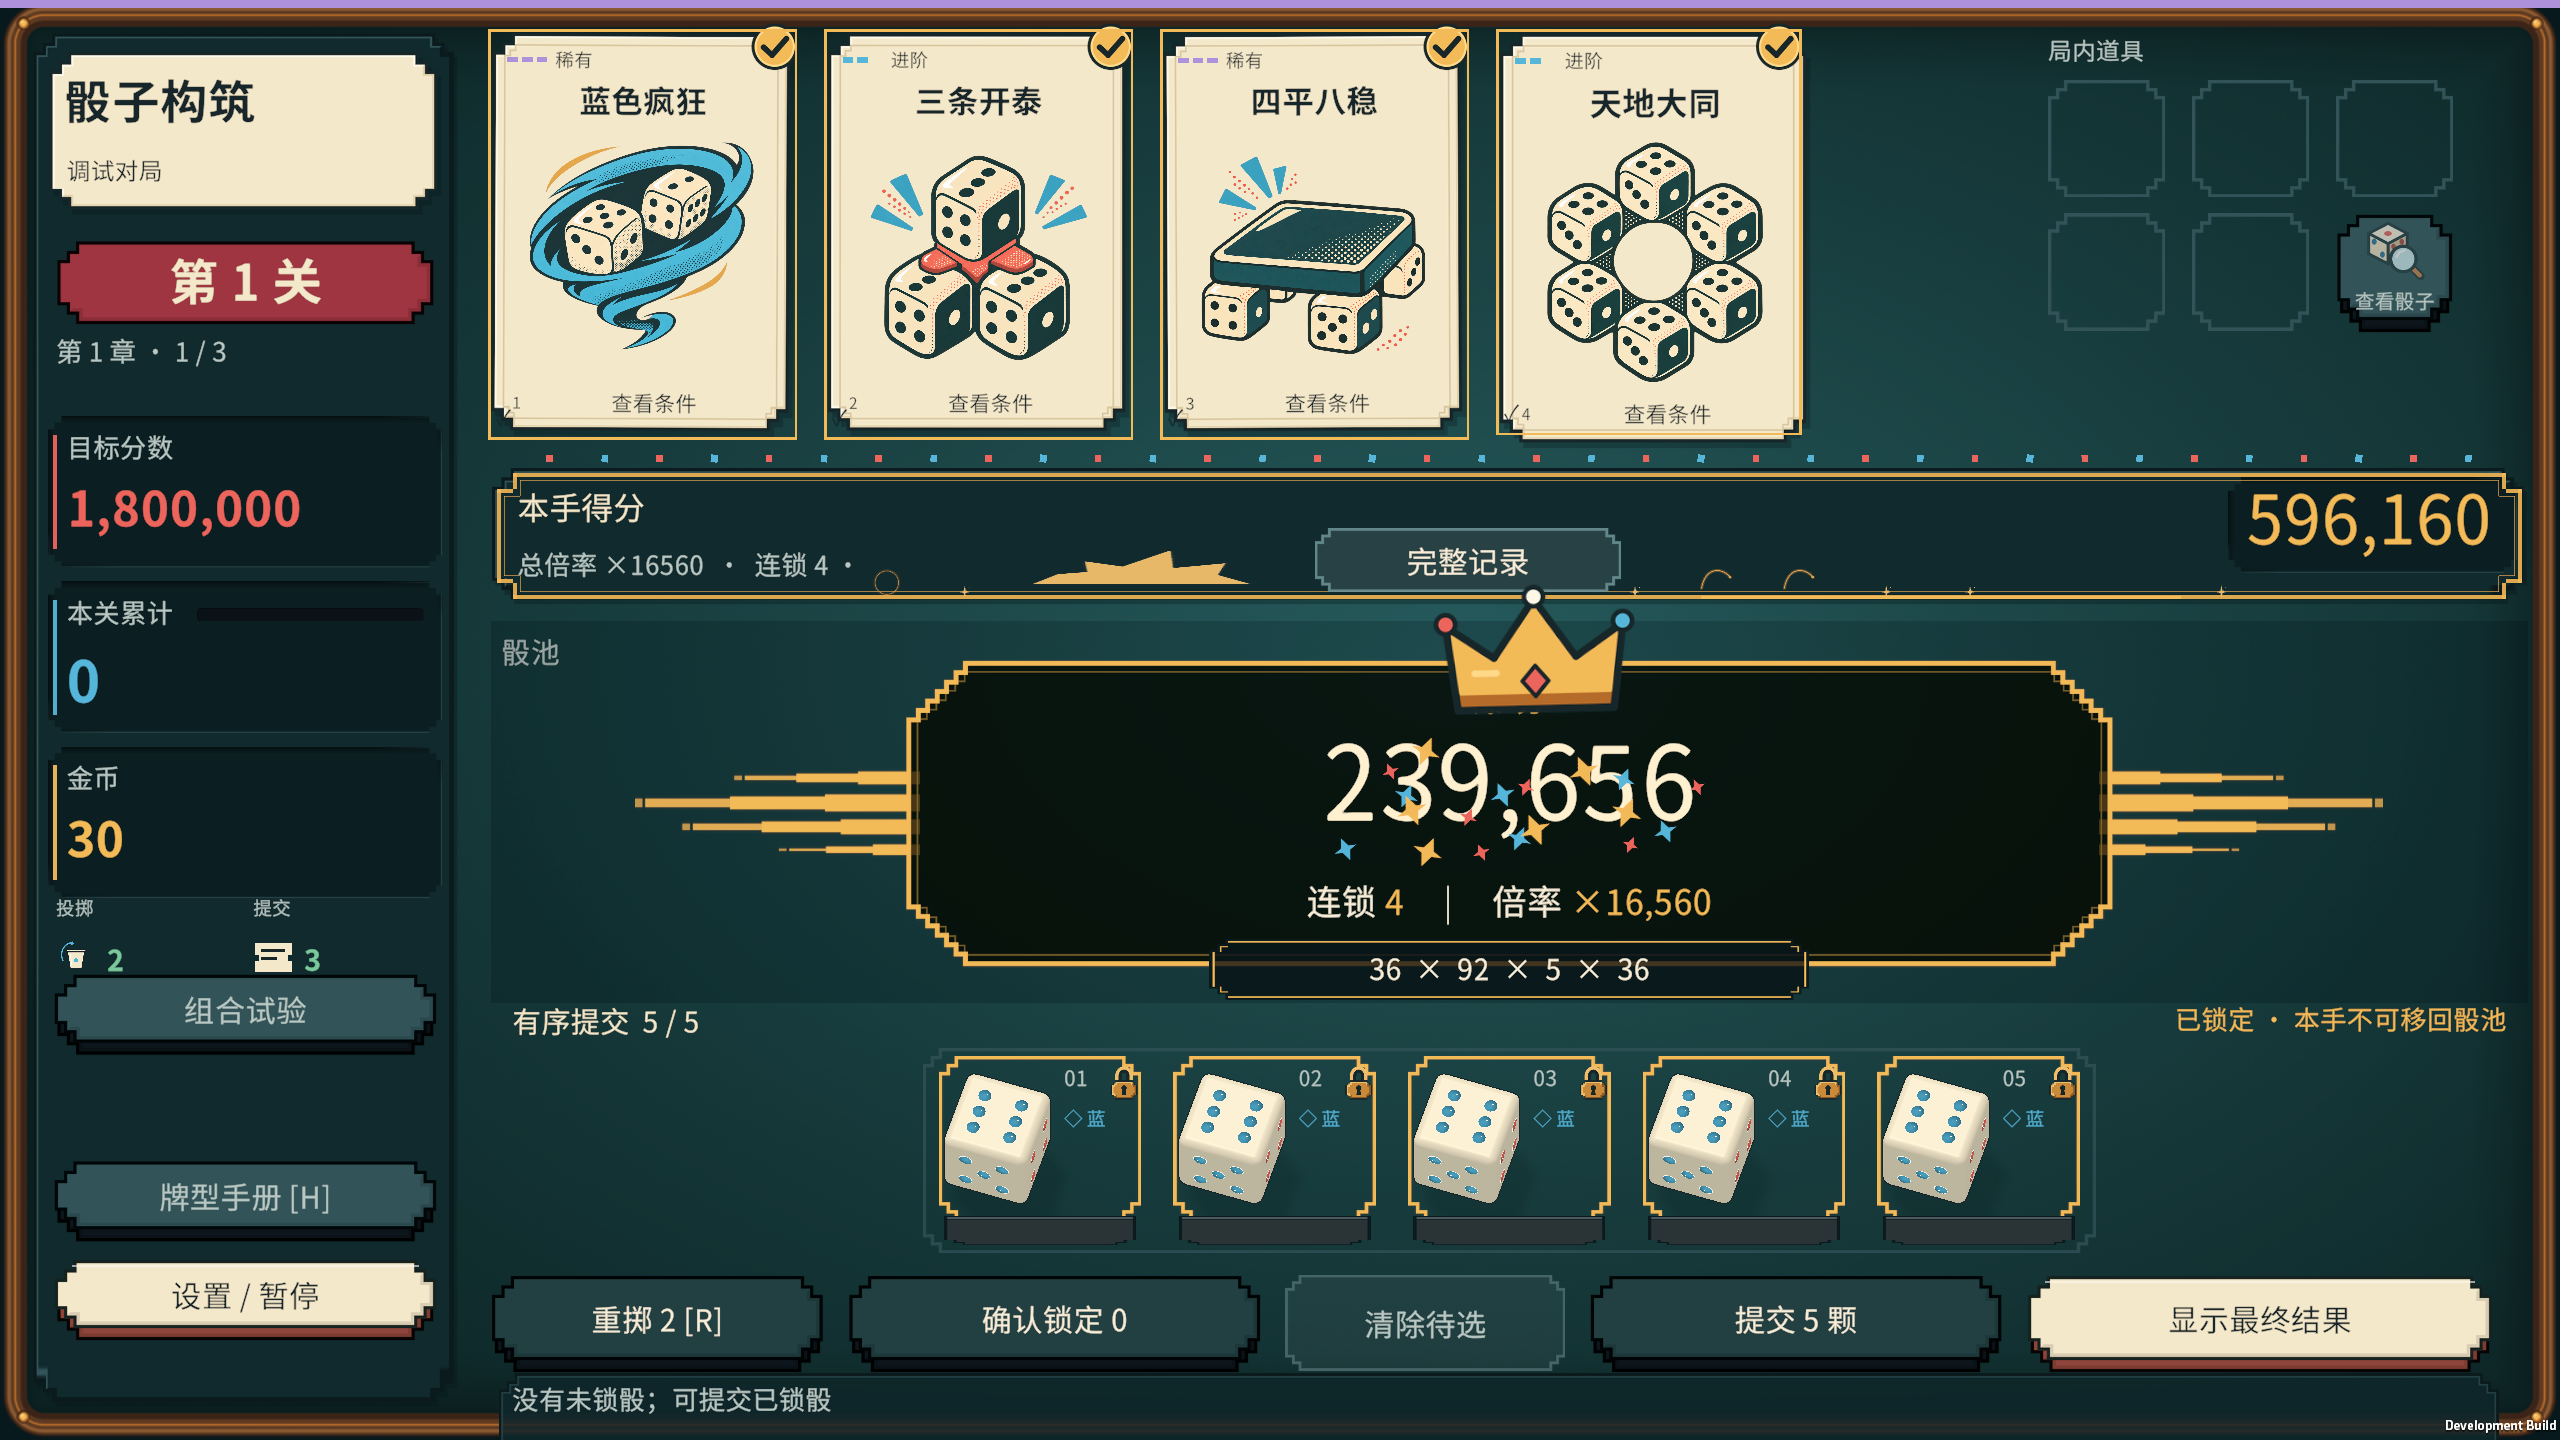 骰子构筑
调试对局
第 1 关
第 1 章 · 1 / 3
目标分数
1,800,000
本关累计
0
金币
30
投掷
提交
2
3
组合试验
牌型手册 [H]
设置 / 暂停
稀有
蓝色疯狂
1
查看条件
进阶
三条开泰
2
查看条件
稀有
四平八稳
3
查看条件
进阶
天地大同
√4
查看条件
局内道具
查看骰子
本手得分
总倍率 ×16560 · 连锁 4 ·
完整记录
596,160
骰池
239,656
连锁 4 | 倍率 ×16,560
36 × 92 × 5 × 36
有序提交 5 / 5
已锁定 · 本手不可移回骰池
01
◇ 蓝
02
◇ 蓝
03
◇ 蓝
04
◇ 蓝
05
◇ 蓝
重掷 2 [R]
确认锁定 0
清除待选
提交 5 颗
显示最终结果
没有未锁骰；可提交已锁骰
Development Build